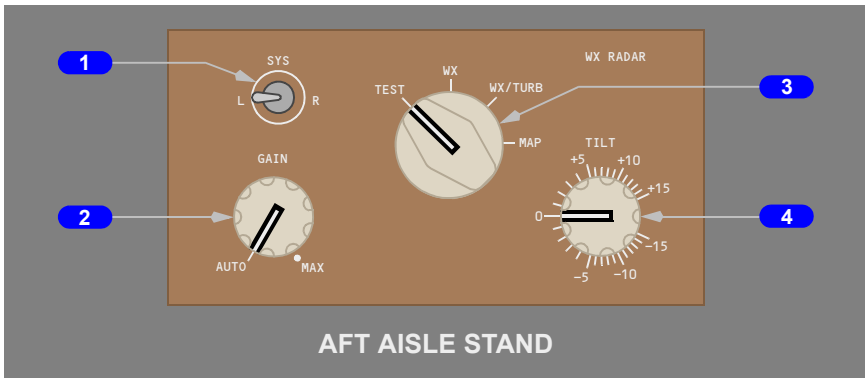 1
SYS
L
R
GAIN
2
AUTO
MAX
WX RADAR
TEST
WX
WX/TURB
MAP
3
TILT
+5
+10
+15
0
-15
-10
-5
4
AFT AISLE STAND